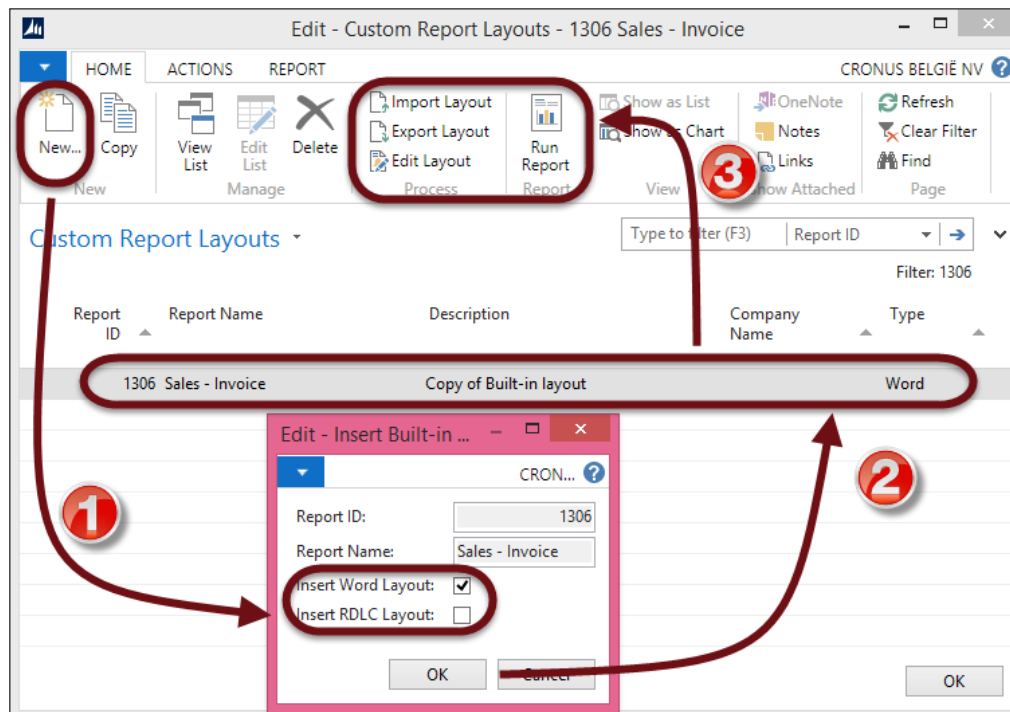 Edit - Custom Report Layouts - 1306 Sales - Invoice
HOME ACTIONS REPORT CRONUS BELGIË NV ?
New... Copy View List Edit List Delete Import Layout Export Layout Edit Layout Run Report Show as List Show as Chart OneNote Notes Links Refresh Clear Filter Find
New Manage Process Report View Show Attached Page
3
Custom Report Layouts Type to filter (F3) Report ID
Filter: 1306
Report ID Report Name Description Company Name Type
1306 Sales - Invoice Copy of Built-in layout Word
Edit - Insert Built-in ...
CRON... ?
Report ID: 1306
Report Name: Sales - Invoice
Insert Word Layout:
Insert RDLC Layout:
OK Cancel
1
2
OK